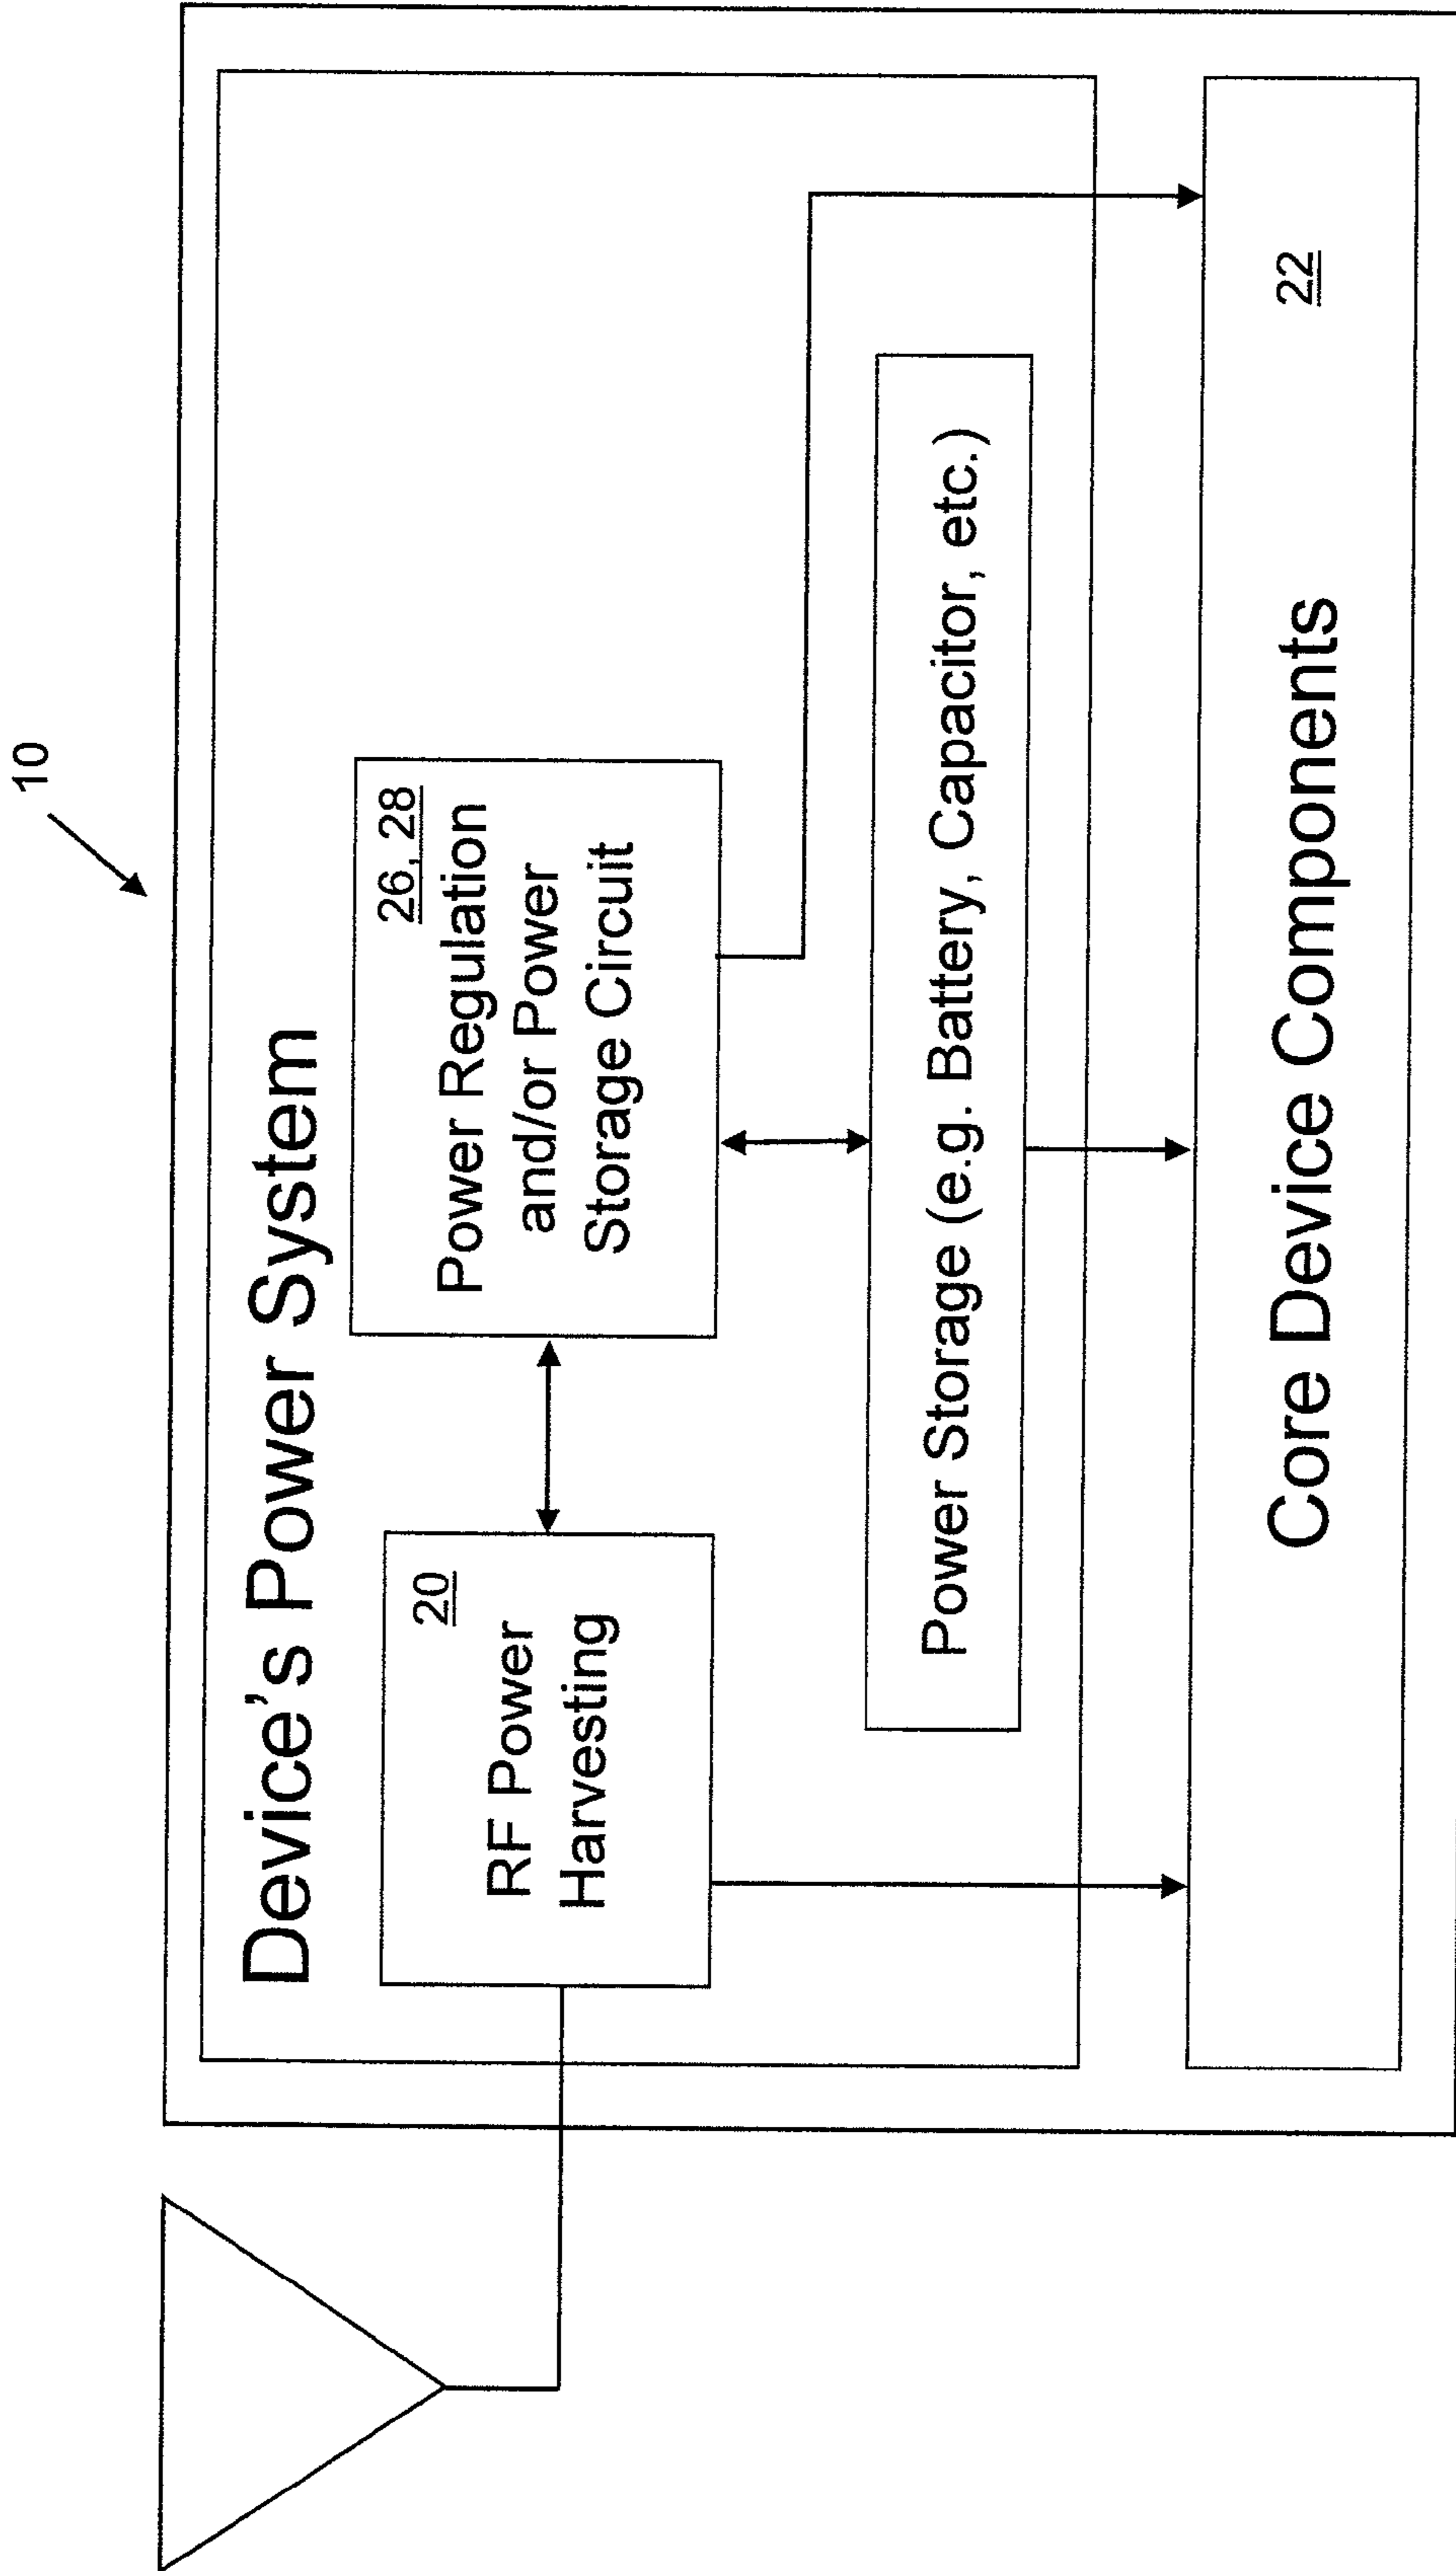 10
Device's Power System
20
RF Power
Harvesting
26, 28
Power Regulation
and/or Power
Storage Circuit
Power Storage (e.g. Battery, Capacitor, etc.)
Core Device Components
22